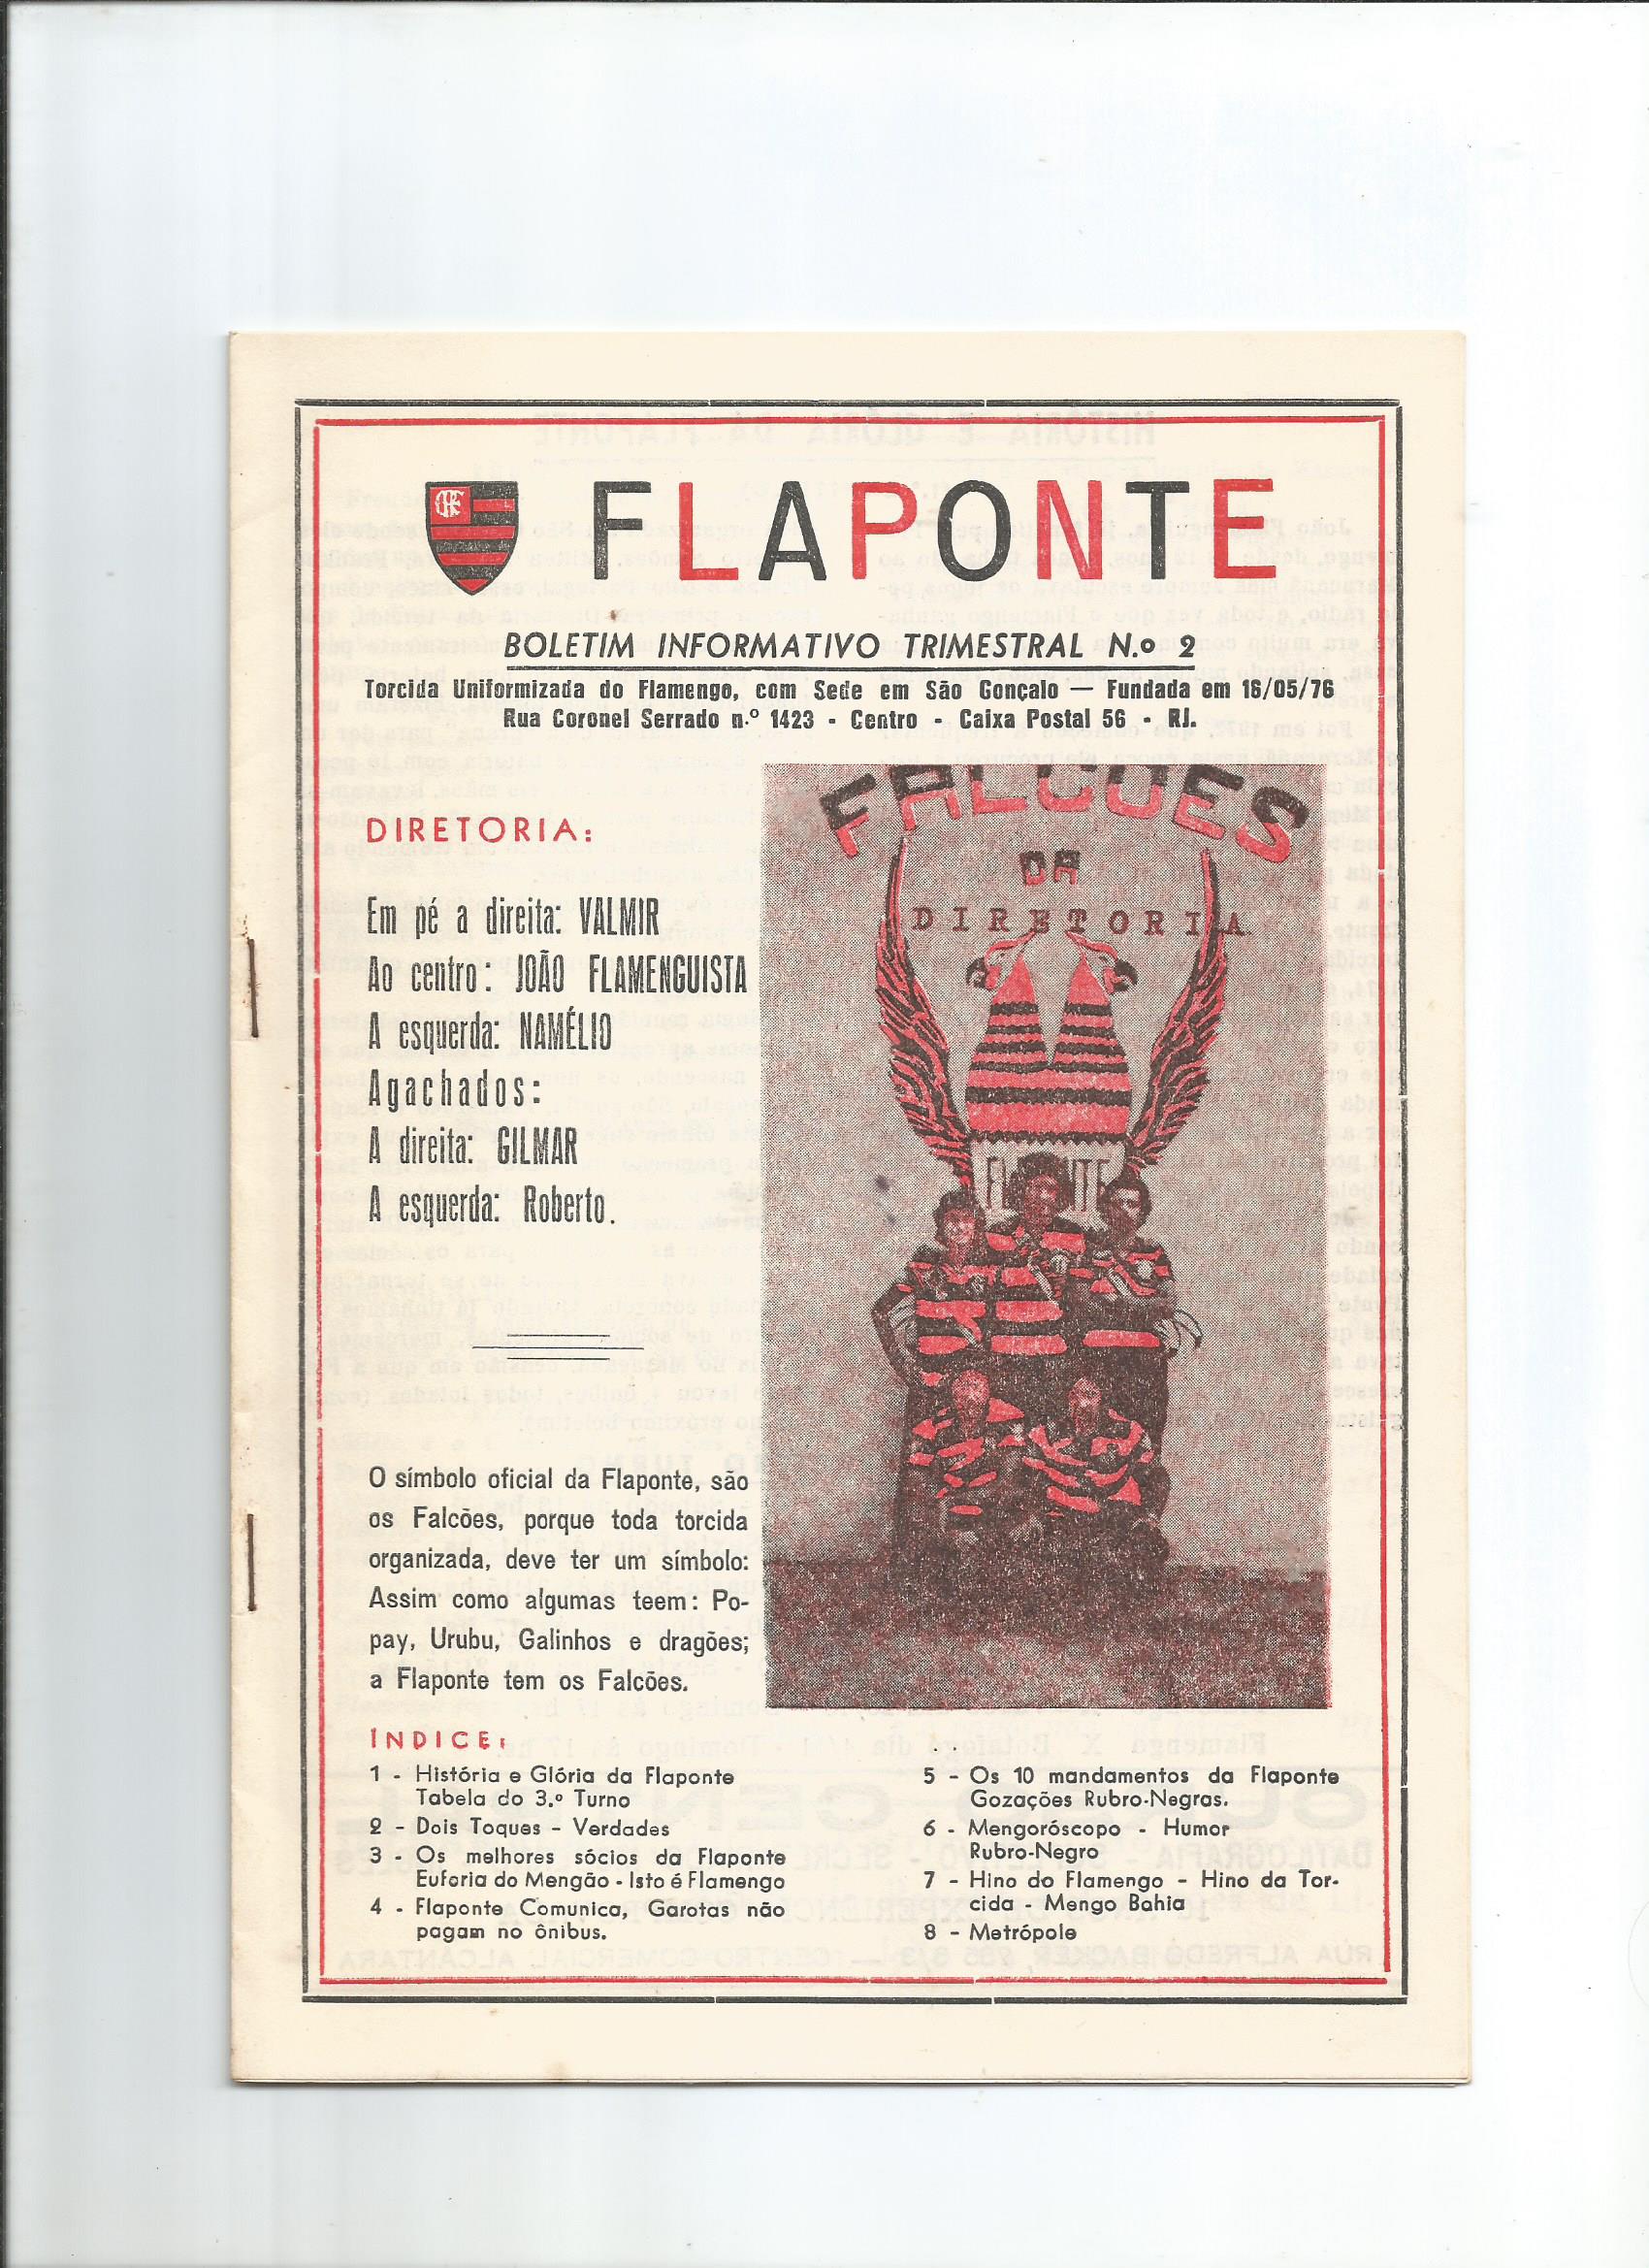 FLAPONTE
BOLETIM INFORMATIVO TRIMESTRAL N.o 2
Torcida Uniformizada do Flamengo, com Sede em São Gonçalo — Fundada em 16/05/76
Rua Coronel Serrado n.º 1423 - Centro - Caixa Postal 56 - RJ.
DIRETORIA:
Em pé a direita: VALMIR
Ao centro: JOÃO FLAMENGUISTA
A esquerda: NAMÉLIO
Agachados:
A direita: GILMAR
A esquerda: Roberto.
FALCOES
DA
DIRETORIA
FLAPONTE
O símbolo oficial da Flaponte, são
os Falcões, porque toda torcida
organizada, deve ter um símbolo:
Assim como algumas teem: Po-
pay, Urubu, Galinhos e dragões;
a Flaponte tem os Falcões.
ÍNDICE:
1 - História e Glória da Flaponte
Tabela do 3.º Turno
2 - Dois Toques - Verdades
3 - Os melhores sócios da Flaponte
Euforia do Mengão - Isto é Flamengo
4 - Flaponte Comunica, Garotas não
pagam no ônibus.
5 - Os 10 mandamentos da Flaponte
Gozações Rubro-Negras.
6 - Mengoróscopo - Humor
Rubro-Negro
7 - Hino do Flamengo - Hino da Tor-
cida - Mengo Bahia
8 - Metrópole